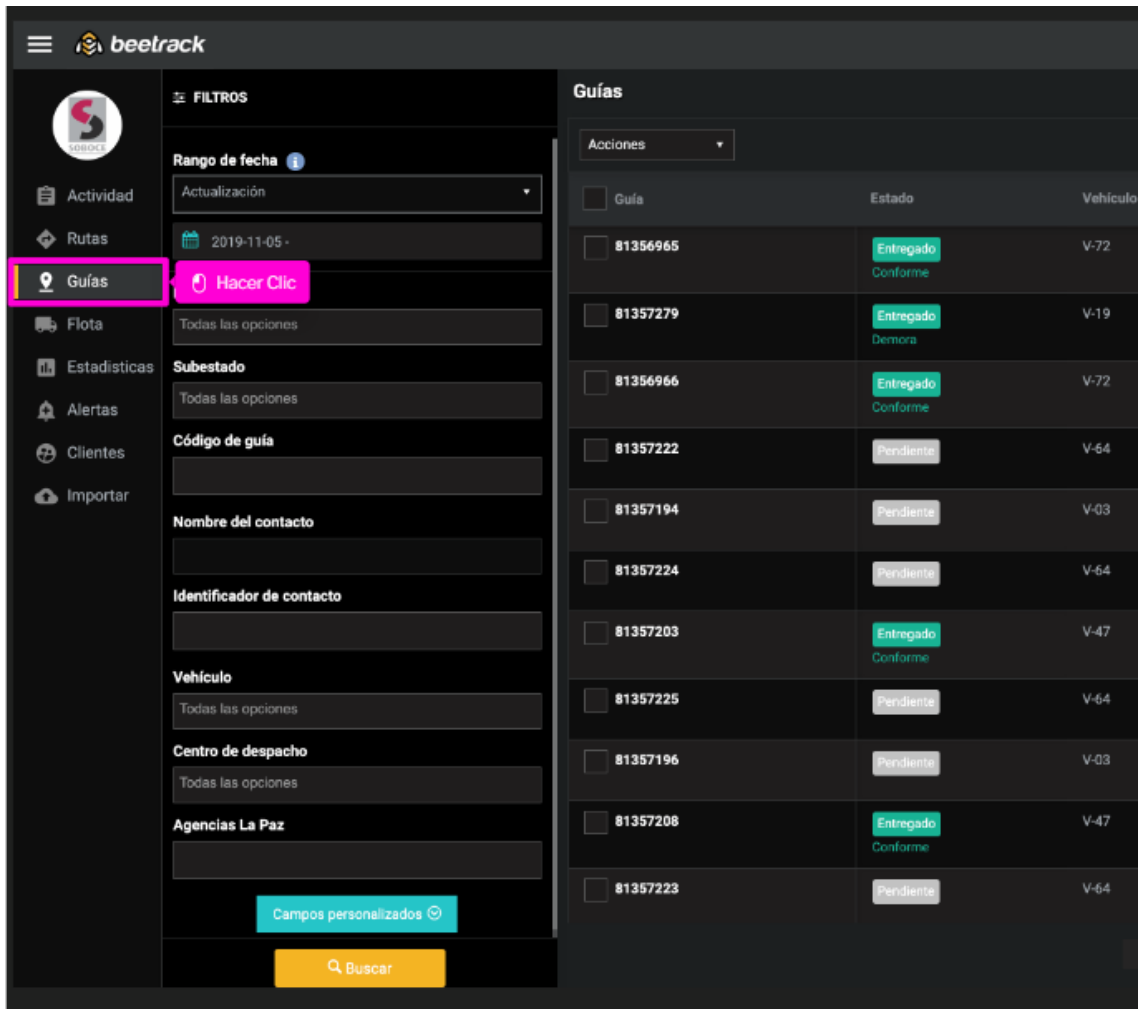 beetrack
SOBOCE
Actividad
Rutas
Guías
Flota
Estadisticas
Alertas
Clientes
Importar
FILTROS
Rango de fecha
Actualización
2019-11-05 -
Hacer Clic
Todas las opciones
Subestado
Todas las opciones
Código de guía
Nombre del contacto
Identificador de contacto
Vehículo
Todas las opciones
Centro de despacho
Todas las opciones
Agencias La Paz
Campos personalizados
Buscar
Guías
Acciones
Guía Estado Vehículo
81356965 Entregado V-72
Conforme
81357279 Entregado V-19
Demora
81356966 Entregado V-72
Conforme
81357222 Pendiente V-64
81357194 Pendiente V-03
81357224 Pendiente V-64
81357203 Entregado V-47
Conforme
81357225 Pendiente V-64
81357196 Pendiente V-03
81357208 Entregado V-47
Conforme
81357223 Pendiente V-64